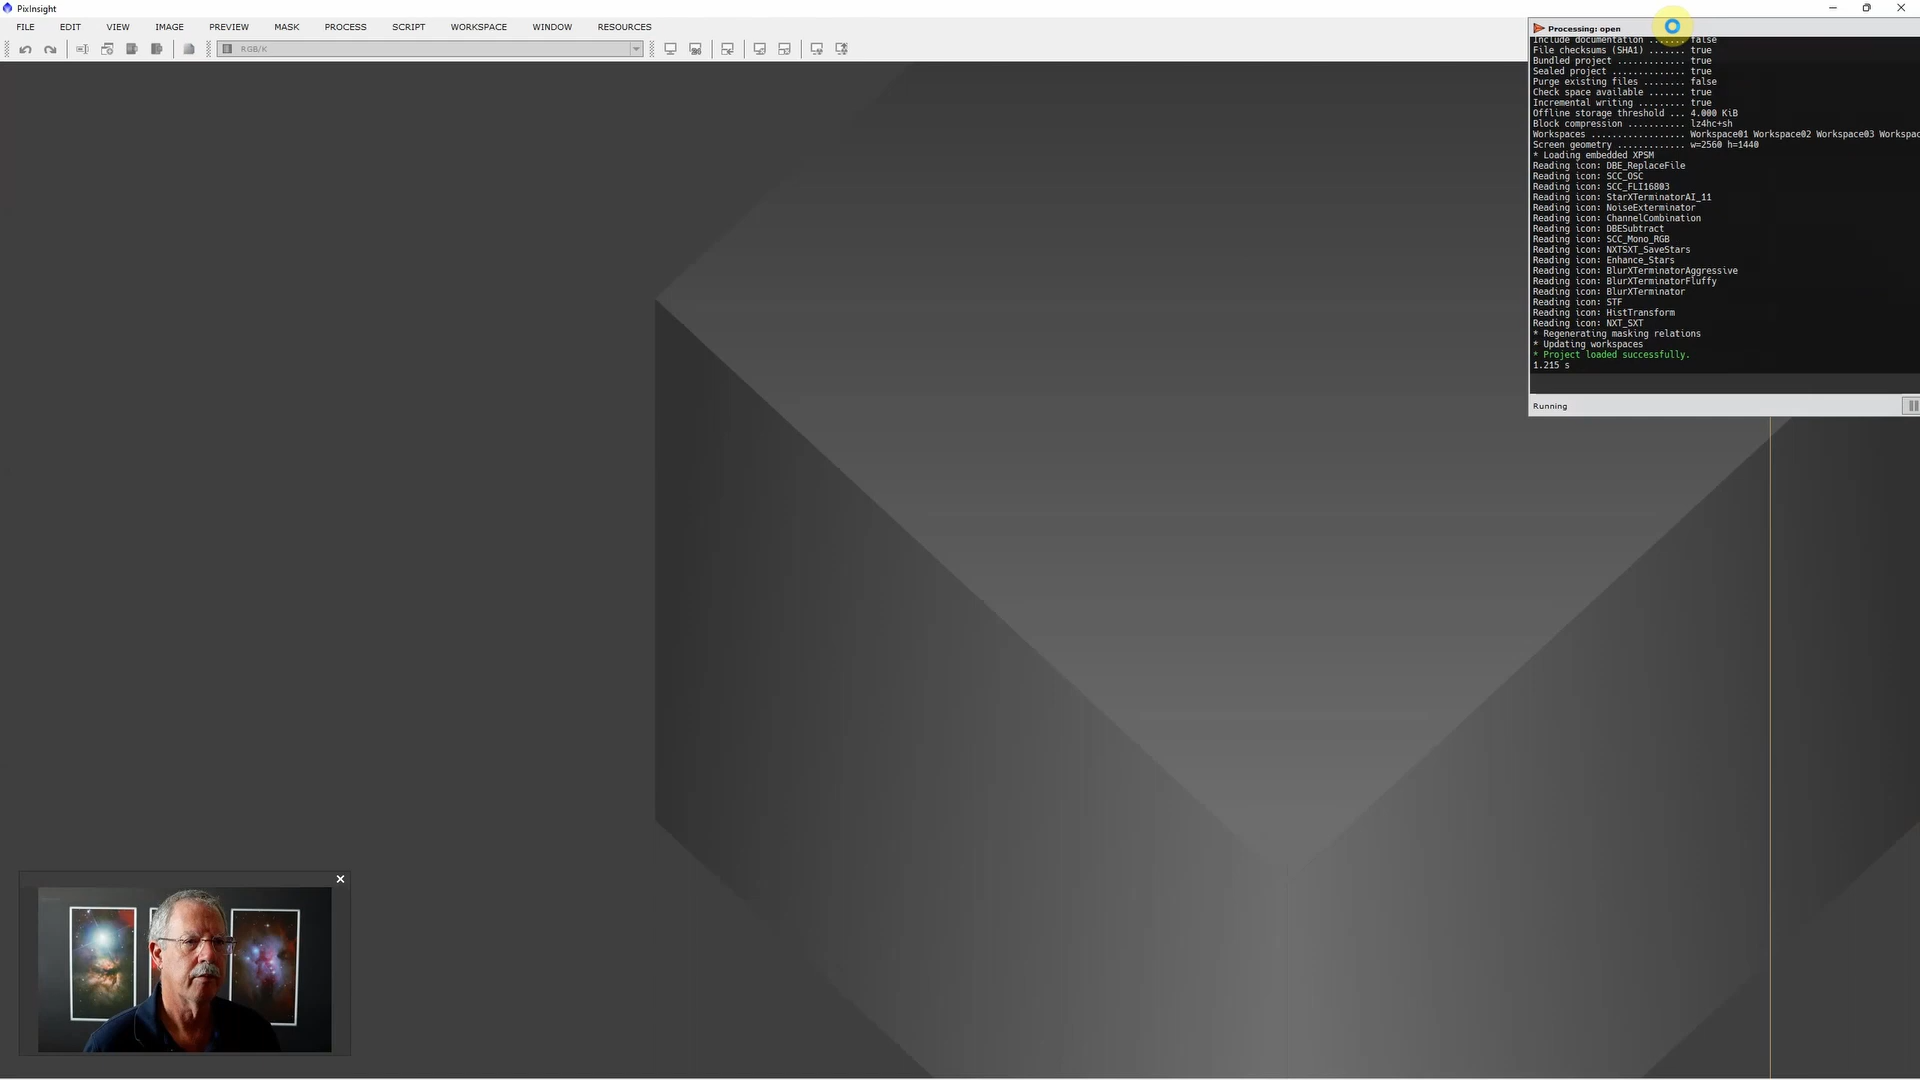 PixInsight
FILE EDIT VIEW IMAGE PREVIEW MASK PROCESS SCRIPT WORKSPACE WINDOW RESOURCES
RGB/K
Processing: open
Include documentation ....... false
File checksums (SHA1) ....... true
Bundled project ............. true
Sealed project .............. true
Purge existing files ........ false
Check space available ....... true
Incremental writing ......... true
Offline storage threshold ... 4.000 KiB
Block compression ........... lz4hc+sh
Workspaces .................. Workspace01 Workspace02 Workspace03 Workspac
Screen geometry ............. w=2560 h=1440
* Loading embedded XPSM
Reading icon: DBE_ReplaceFile
Reading icon: SCC_OSC
Reading icon: SCC_FLI16803
Reading icon: StarXTerminatorAI_11
Reading icon: NoiseExterminator
Reading icon: ChannelCombination
Reading icon: DBESubtract
Reading icon: SCC_Mono_RGB
Reading icon: NXTSXT_SaveStars
Reading icon: Enhance_Stars
Reading icon: BlurXTerminatorAggressive
Reading icon: BlurXTerminatorFluffy
Reading icon: BlurXTerminator
Reading icon: STF
Reading icon: HistTransform
Reading icon: NXT_SXT
* Regenerating masking relations
* Updating workspaces
* Project loaded successfully.
1.215 s
Running